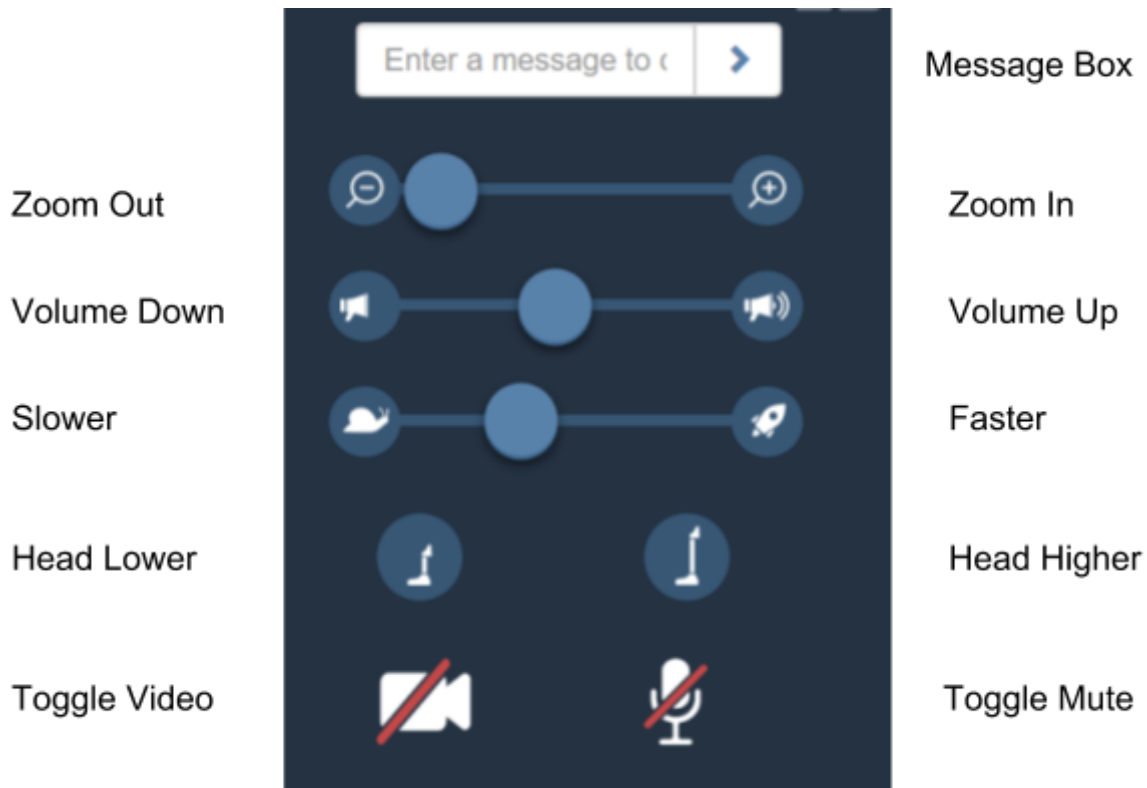 Enter a message to
Message Box
Zoom Out
Zoom In
Volume Down
Volume Up
Slower
Faster
Head Lower
Head Higher
Toggle Video
Toggle Mute